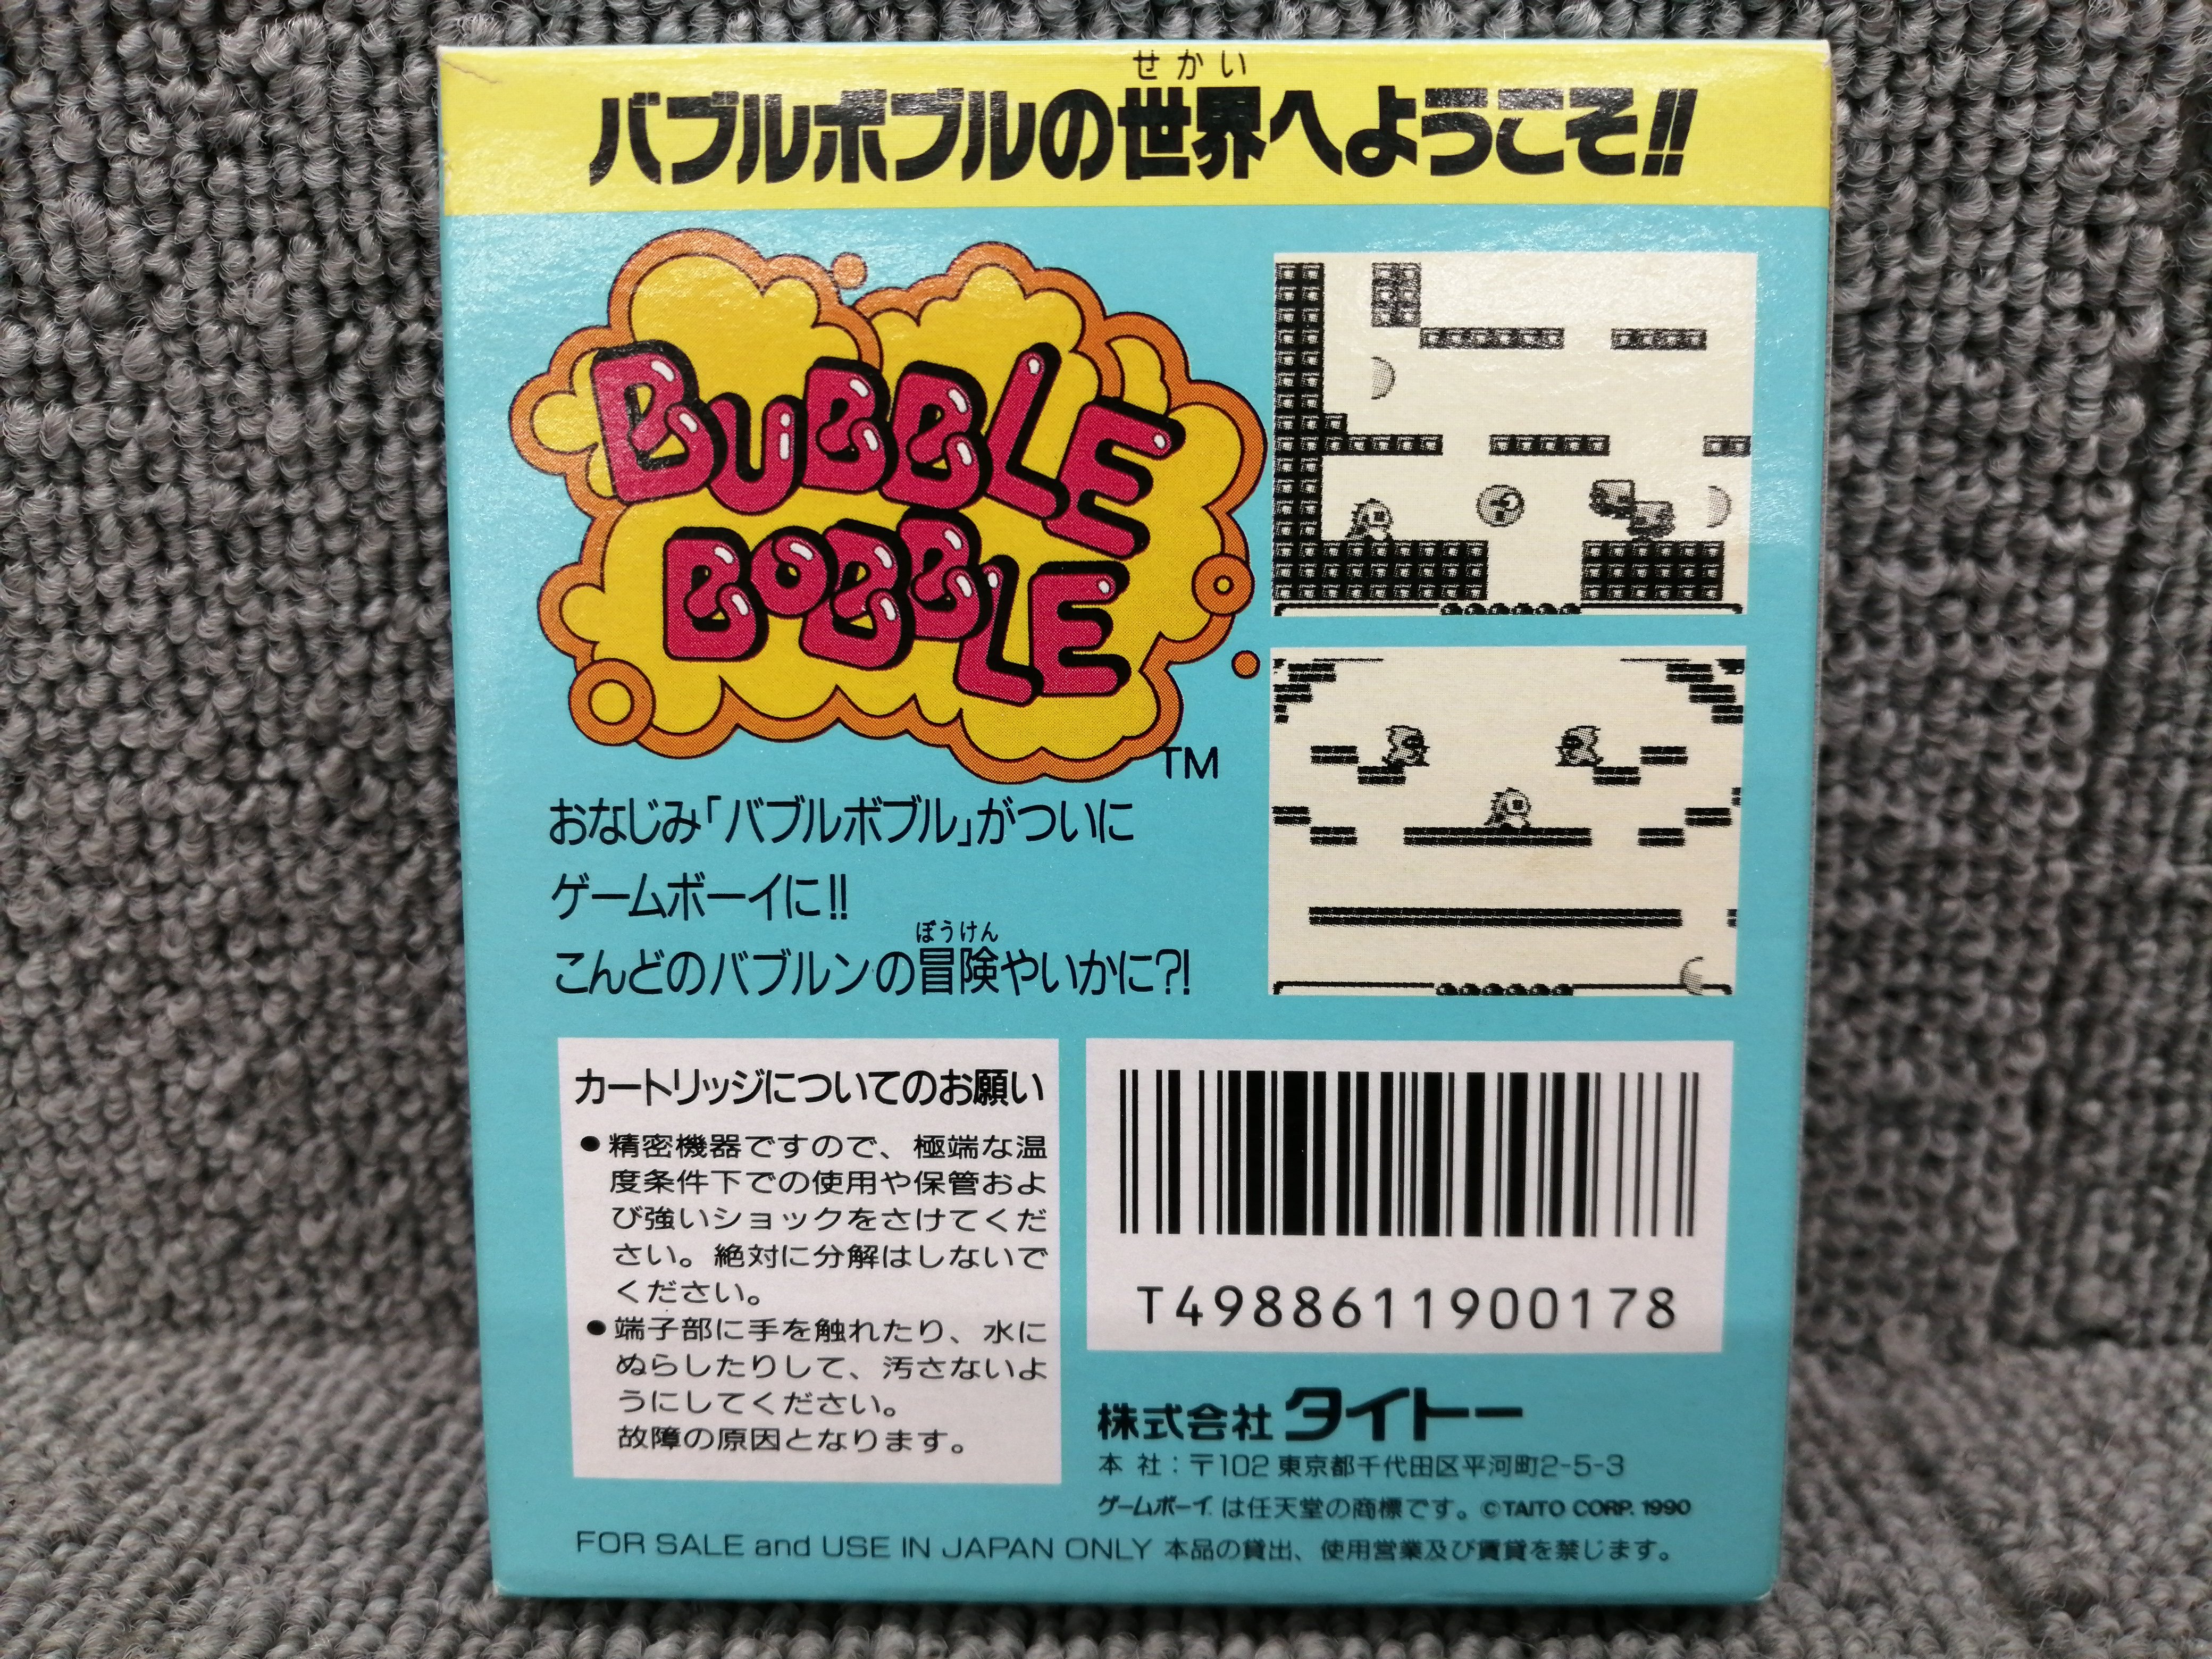 せかい
バブルボブルの世界へようこそ!!
BUBBLE
BOBBLE
TM
おなじみ「バブルボブル」がついに
ゲームボーイに!!
ぼうけん
こんどのバブルンの冒険やいかに?!
カートリッジについてのお願い
●精密機器ですので、極端な温
度条件下での使用や保管およ
び強いショックをさけてくだ
さい。絶対に分解はしないで
ください。
●端子部に手を触れたり、水に
ぬらしたりして、汚さないよ
うにしてください。
故障の原因となります。
T4988611900178
株式会社タイトー
本社:〒102 東京都千代田区平河町2-5-3
ゲームボーイは任天堂の商標です。©TAITO CORP. 1990
FOR SALE and USE IN JAPAN ONLY 本品の貸出、使用営業及び賃貸を禁じます。